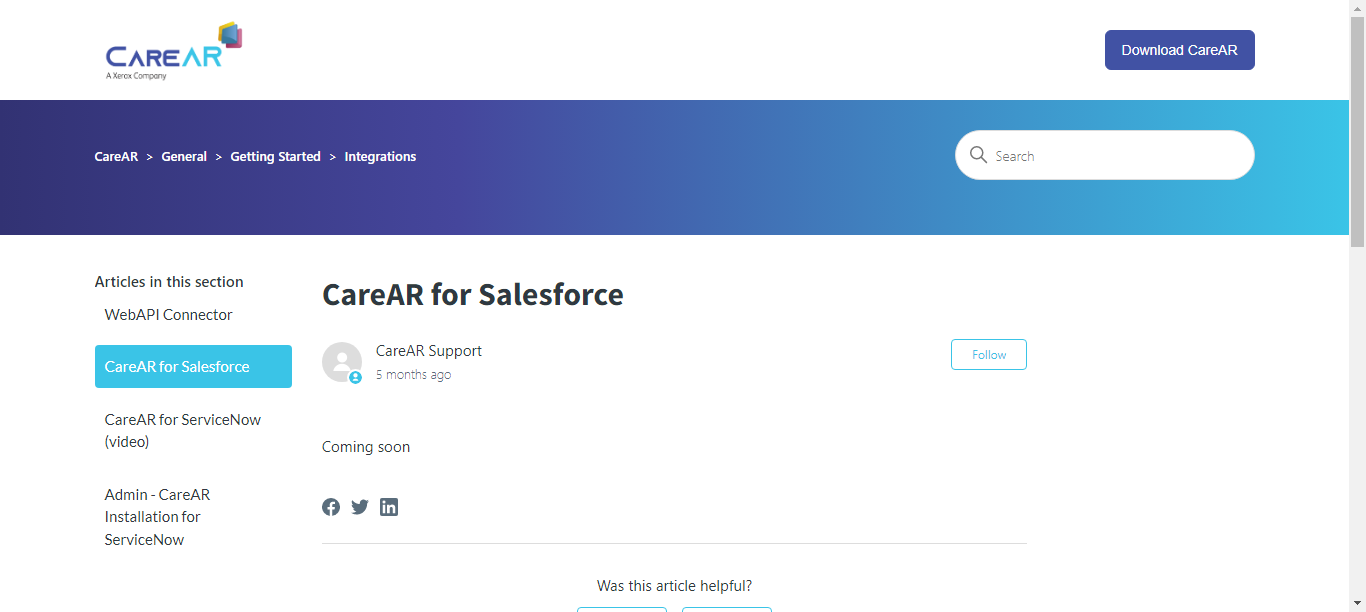 CAREAR
A Xerox Company
Download CareAR
CareAR > General > Getting Started > Integrations
Search
Articles in this section
WebAPI Connector
CareAR for Salesforce
CareAR for ServiceNow
(video)
Admin - CareAR
Installation for
ServiceNow
CareAR for Salesforce
CareAR Support
5 months ago
Follow
Coming soon
Was this article helpful?